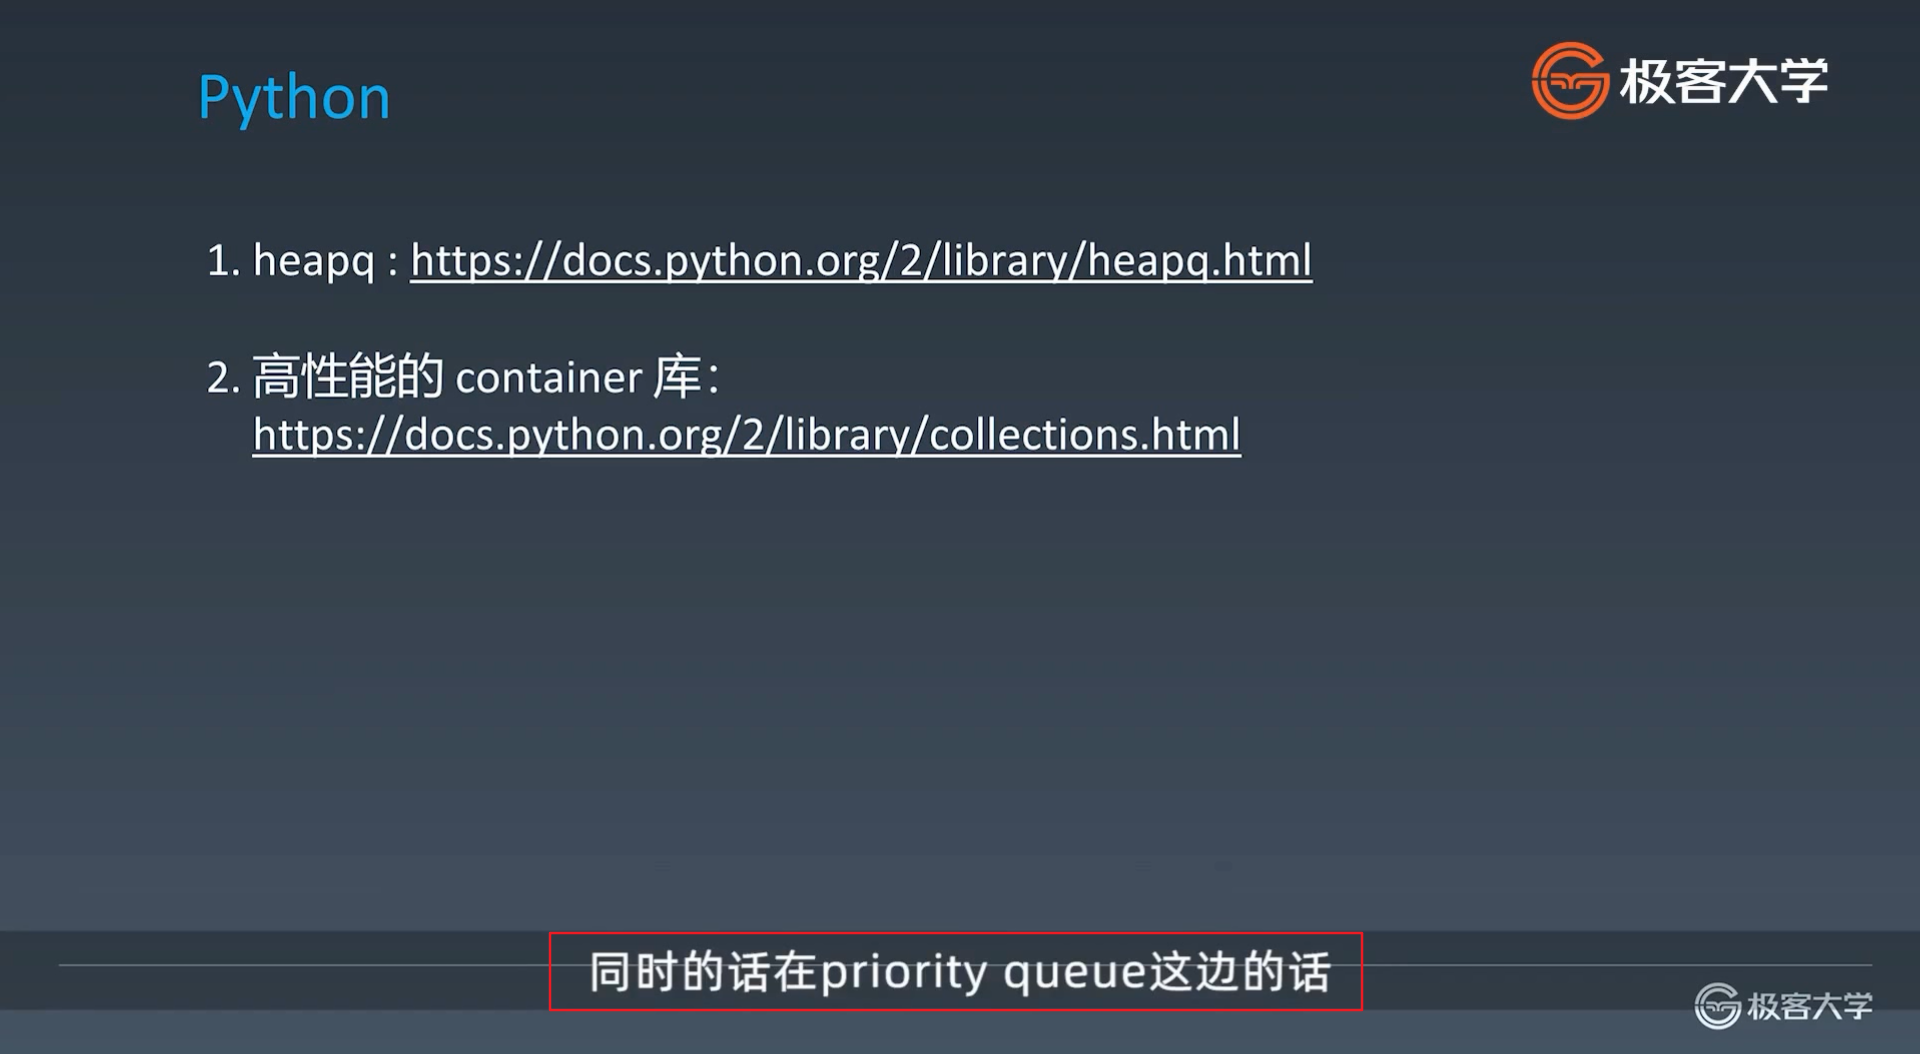 Python
极客大学
1. heapq : https://docs.python.org/2/library/heapq.html
2. 高性能的 container 库：
https://docs.python.org/2/library/collections.html
同时的话在priority queue这边的话
极客大学